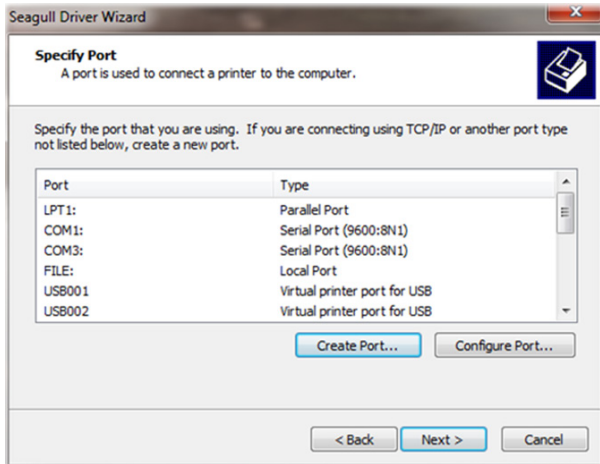 Seagull Driver Wizard
Specify Port
A port is used to connect a printer to the computer.
Specify the port that you are using. If you are connecting using TCP/IP or another port type
not listed below, create a new port.
Port Type
LPT1: Parallel Port
COM1: Serial Port (9600:8N1)
COM3: Serial Port (9600:8N1)
FILE: Local Port
USB001 Virtual printer port for USB
USB002 Virtual printer port for USB
Create Port... Configure Port...
< Back Next > Cancel